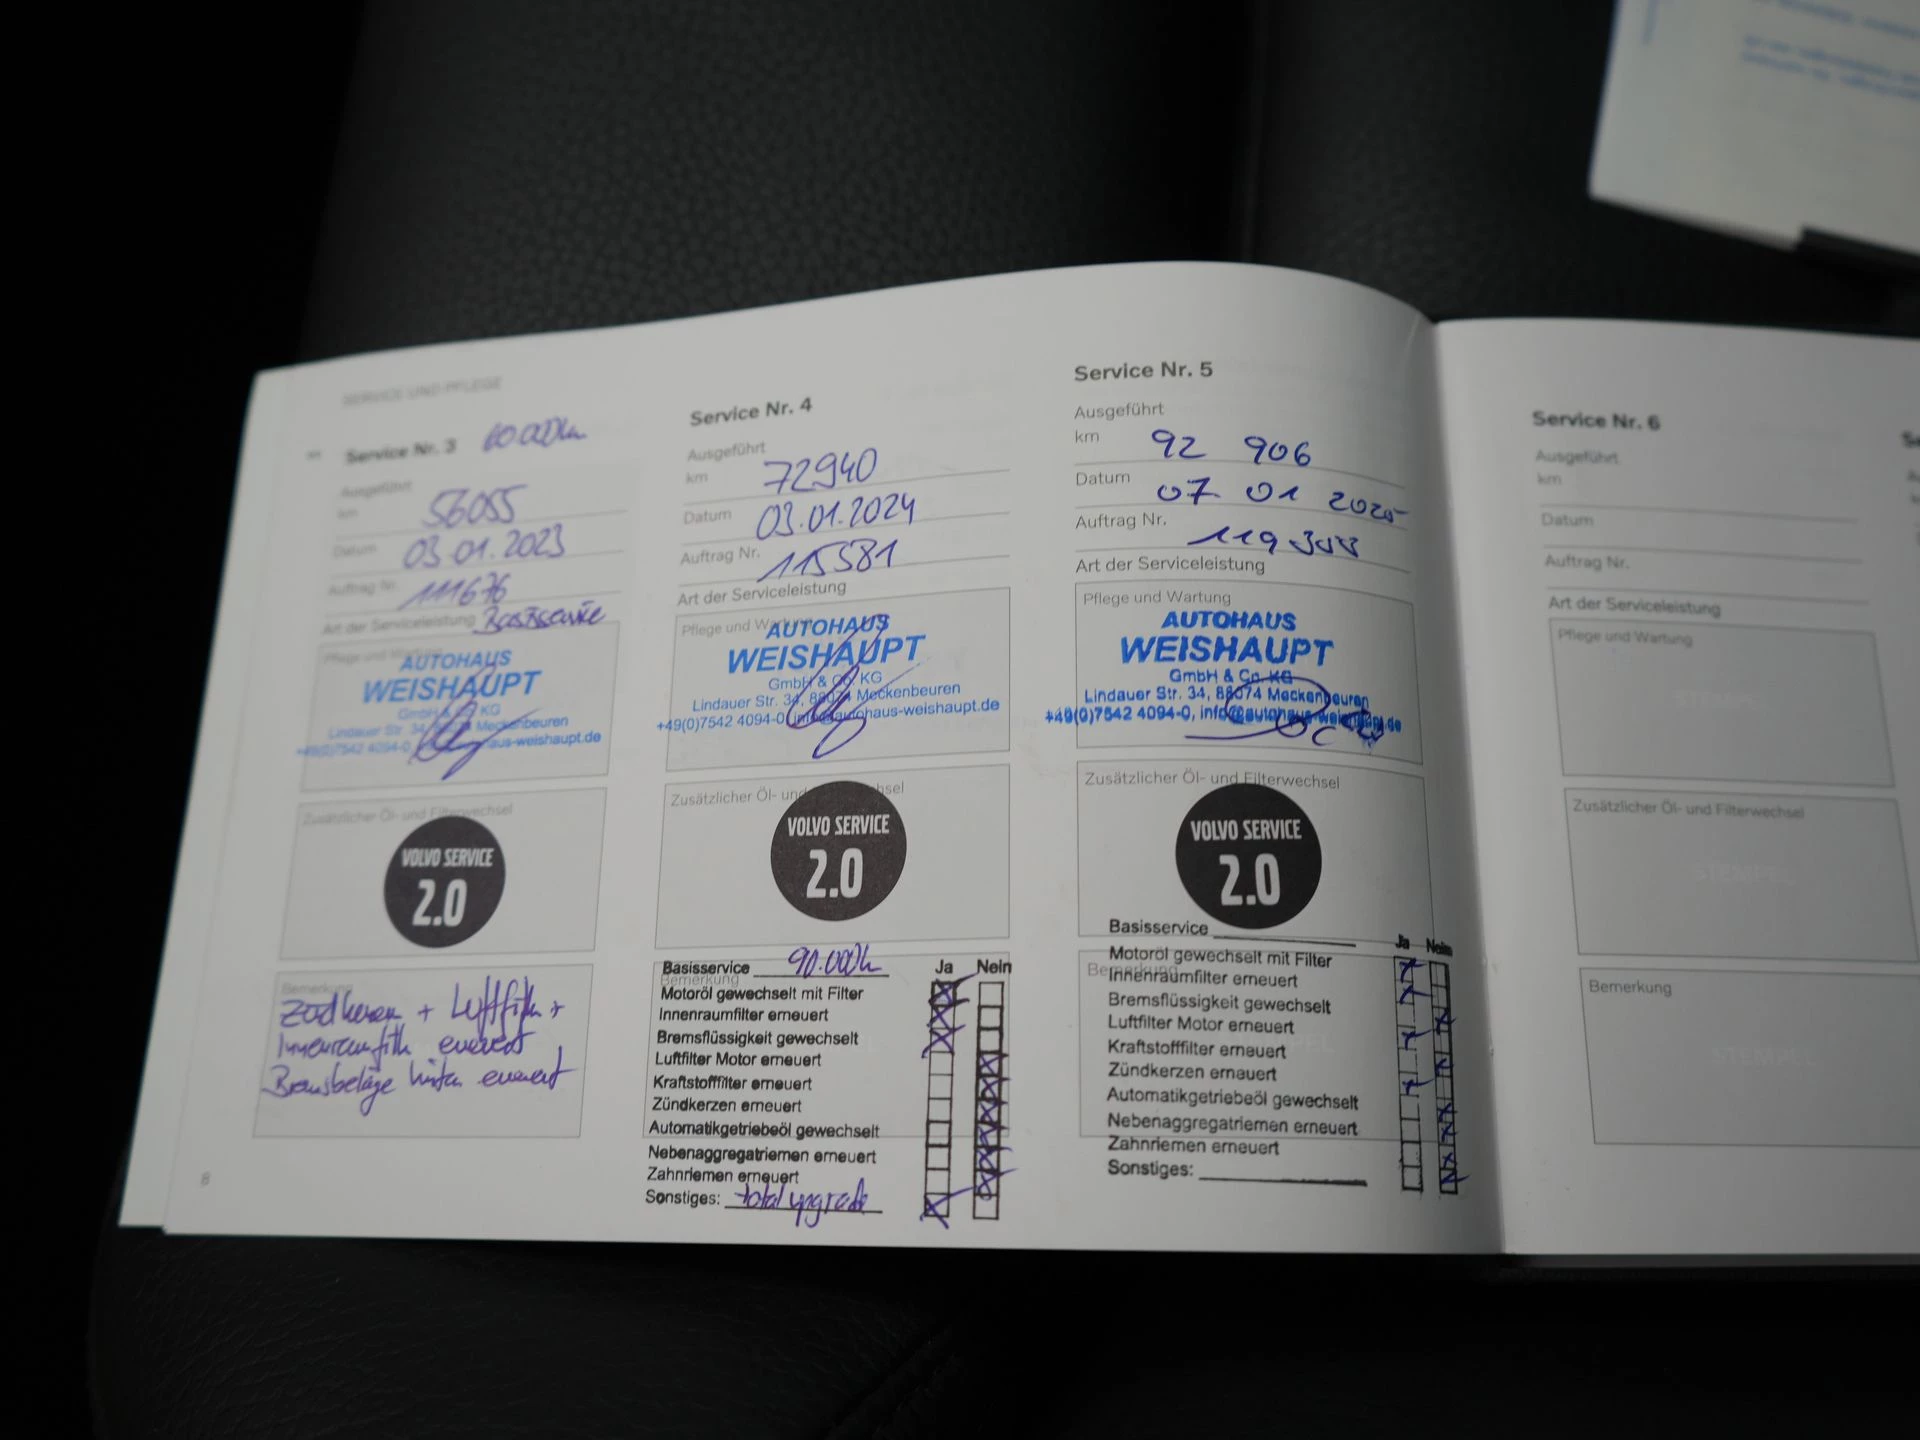 SERVICE UND PFLEGE
Service Nr. 3 60.000km
Ausgeführt
km 56055
Datum 03.01.2023
Auftrag Nr. 111676
Art der Serviceleistung Basisservice
Pflege und Wartung
AUTOHAUS
WEISHAUPT
GmbH & Co. KG
Lindauer Str. 34, Meckenbeuren
+49(0)7542 4094-0, autohaus-weishaupt.de
Zusätzlicher Öl- und Filterwechsel
VOLVO SERVICE
2.0
Bemerkung
Zündkerzen + Luftfilter +
Innenraumfilter erneuert
Bremsbeläge hinten erneuert
8
Service Nr. 4
Ausgeführt
km 72940
Datum 03.01.2024
Auftrag Nr. 115581
Art der Serviceleistung
Pflege und Wartung
AUTOHAUS
WEISHAUPT
GmbH & Co. KG
Lindauer Str. 34, 88074 Meckenbeuren
+49(0)7542 4094-0, info@autohaus-weishaupt.de
Zusätzlicher Öl- und hsel
VOLVO SERVICE
2.0
Basisservice 90.000km Ja Nein
Bemerkung
Motoröl gewechselt mit Filter
Innenraumfilter erneuert
Bremsflüssigkeit gewechselt
Luftfilter Motor erneuert
Kraftstofffilter erneuert
Zündkerzen erneuert
Automatikgetriebeöl gewechselt
Nebenaggregatriemen erneuert
Zahnriemen erneuert
Sonstiges: total upgrade
Service Nr. 5
Ausgeführt
km 92 906
Datum 07 01 2025
Auftrag Nr.
Art der Serviceleistung
Pflege und Wartung
AUTOHAUS
WEISHAUPT
GmbH & Co. KG
Lindauer Str. 34, 88074 Meckenbeuren
+49(0)7542 4094-0, info@autohaus-weishaupt.de
Zusätzlicher Öl- und Filterwechsel
VOLVO SERVICE
2.0
Basisservice Ja Nein
Motoröl gewechselt mit Filter
Bemerkung
Innenraumfilter erneuert
Bremsflüssigkeit gewechselt
Luftfilter Motor erneuert
Kraftstofffilter erneuert
Zündkerzen ernauert
Automatikgetriebeöl gewechselt
Nebenaggregatriemen erneuert
Zahnriemen erneuert
Sonstiges:
Service Nr. 6
Ausgeführt
km
Datum
Auftrag Nr.
Art der Serviceleistung
Pflege und Wartung
STEMPEL
Zusätzlicher Öl- und Filterwechsel
STEMPEL
Bemerkung
STEMPEL